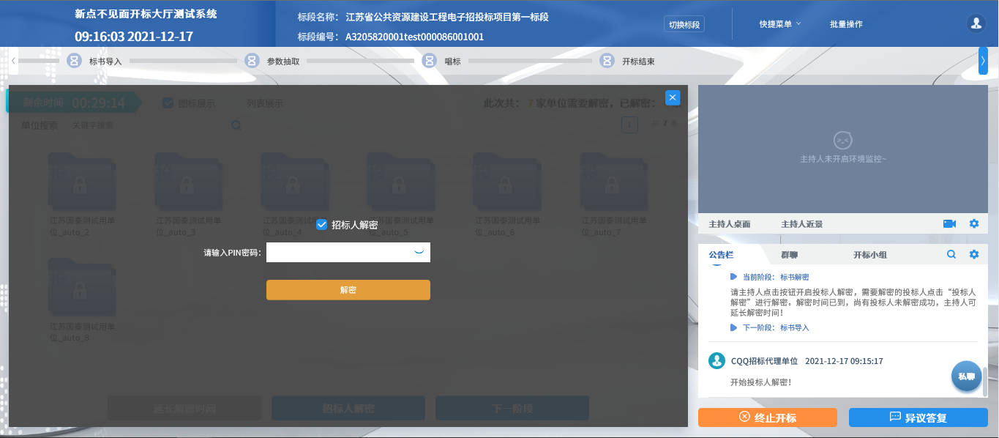 新点不见面开标大厅测试系统
09:16:03 2021-12-17
标段名称： 江苏省公共资源建设工程电子招投标项目第一标段
标段编号： A3205820001test000086001001
切换标段
快捷菜单
批量操作
标书导入
参数抽取
唱标
开标结束
剩余时间 00:29:14
图标展示
列表展示
此次共： 7 家单位需要解密，已解密：
单位搜索
关键字搜索
1
共 7 条
江苏国泰测试用单
位_auto_2
江苏国泰测试用单
位_auto_3
江苏国泰测试用单
位_auto_4
江苏国泰测试用单
位_auto_5
江苏国泰测试用单
位_auto_6
江苏国泰测试用单
位_auto_7
江苏国泰测试用单
位_auto_8
招标人解密
请输入PIN密码：
解密
延长解密时间
招标人解密
下一阶段
主持人未开启环境监控~
主持人桌面
主持人近景
公告栏
群聊
开标小组
当前阶段： 标书解密
请主持人点击按钮开启投标人解密，需要解密的投标人点击“投标人
解密”进行解密。解密时间已到，尚有投标人未解密成功，主持人可
延长解密时间！
下一阶段： 标书导入
CQQ招标代理单位 2021-12-17 09:15:17
开始投标人解密！
私聊
终止开标
异议答复